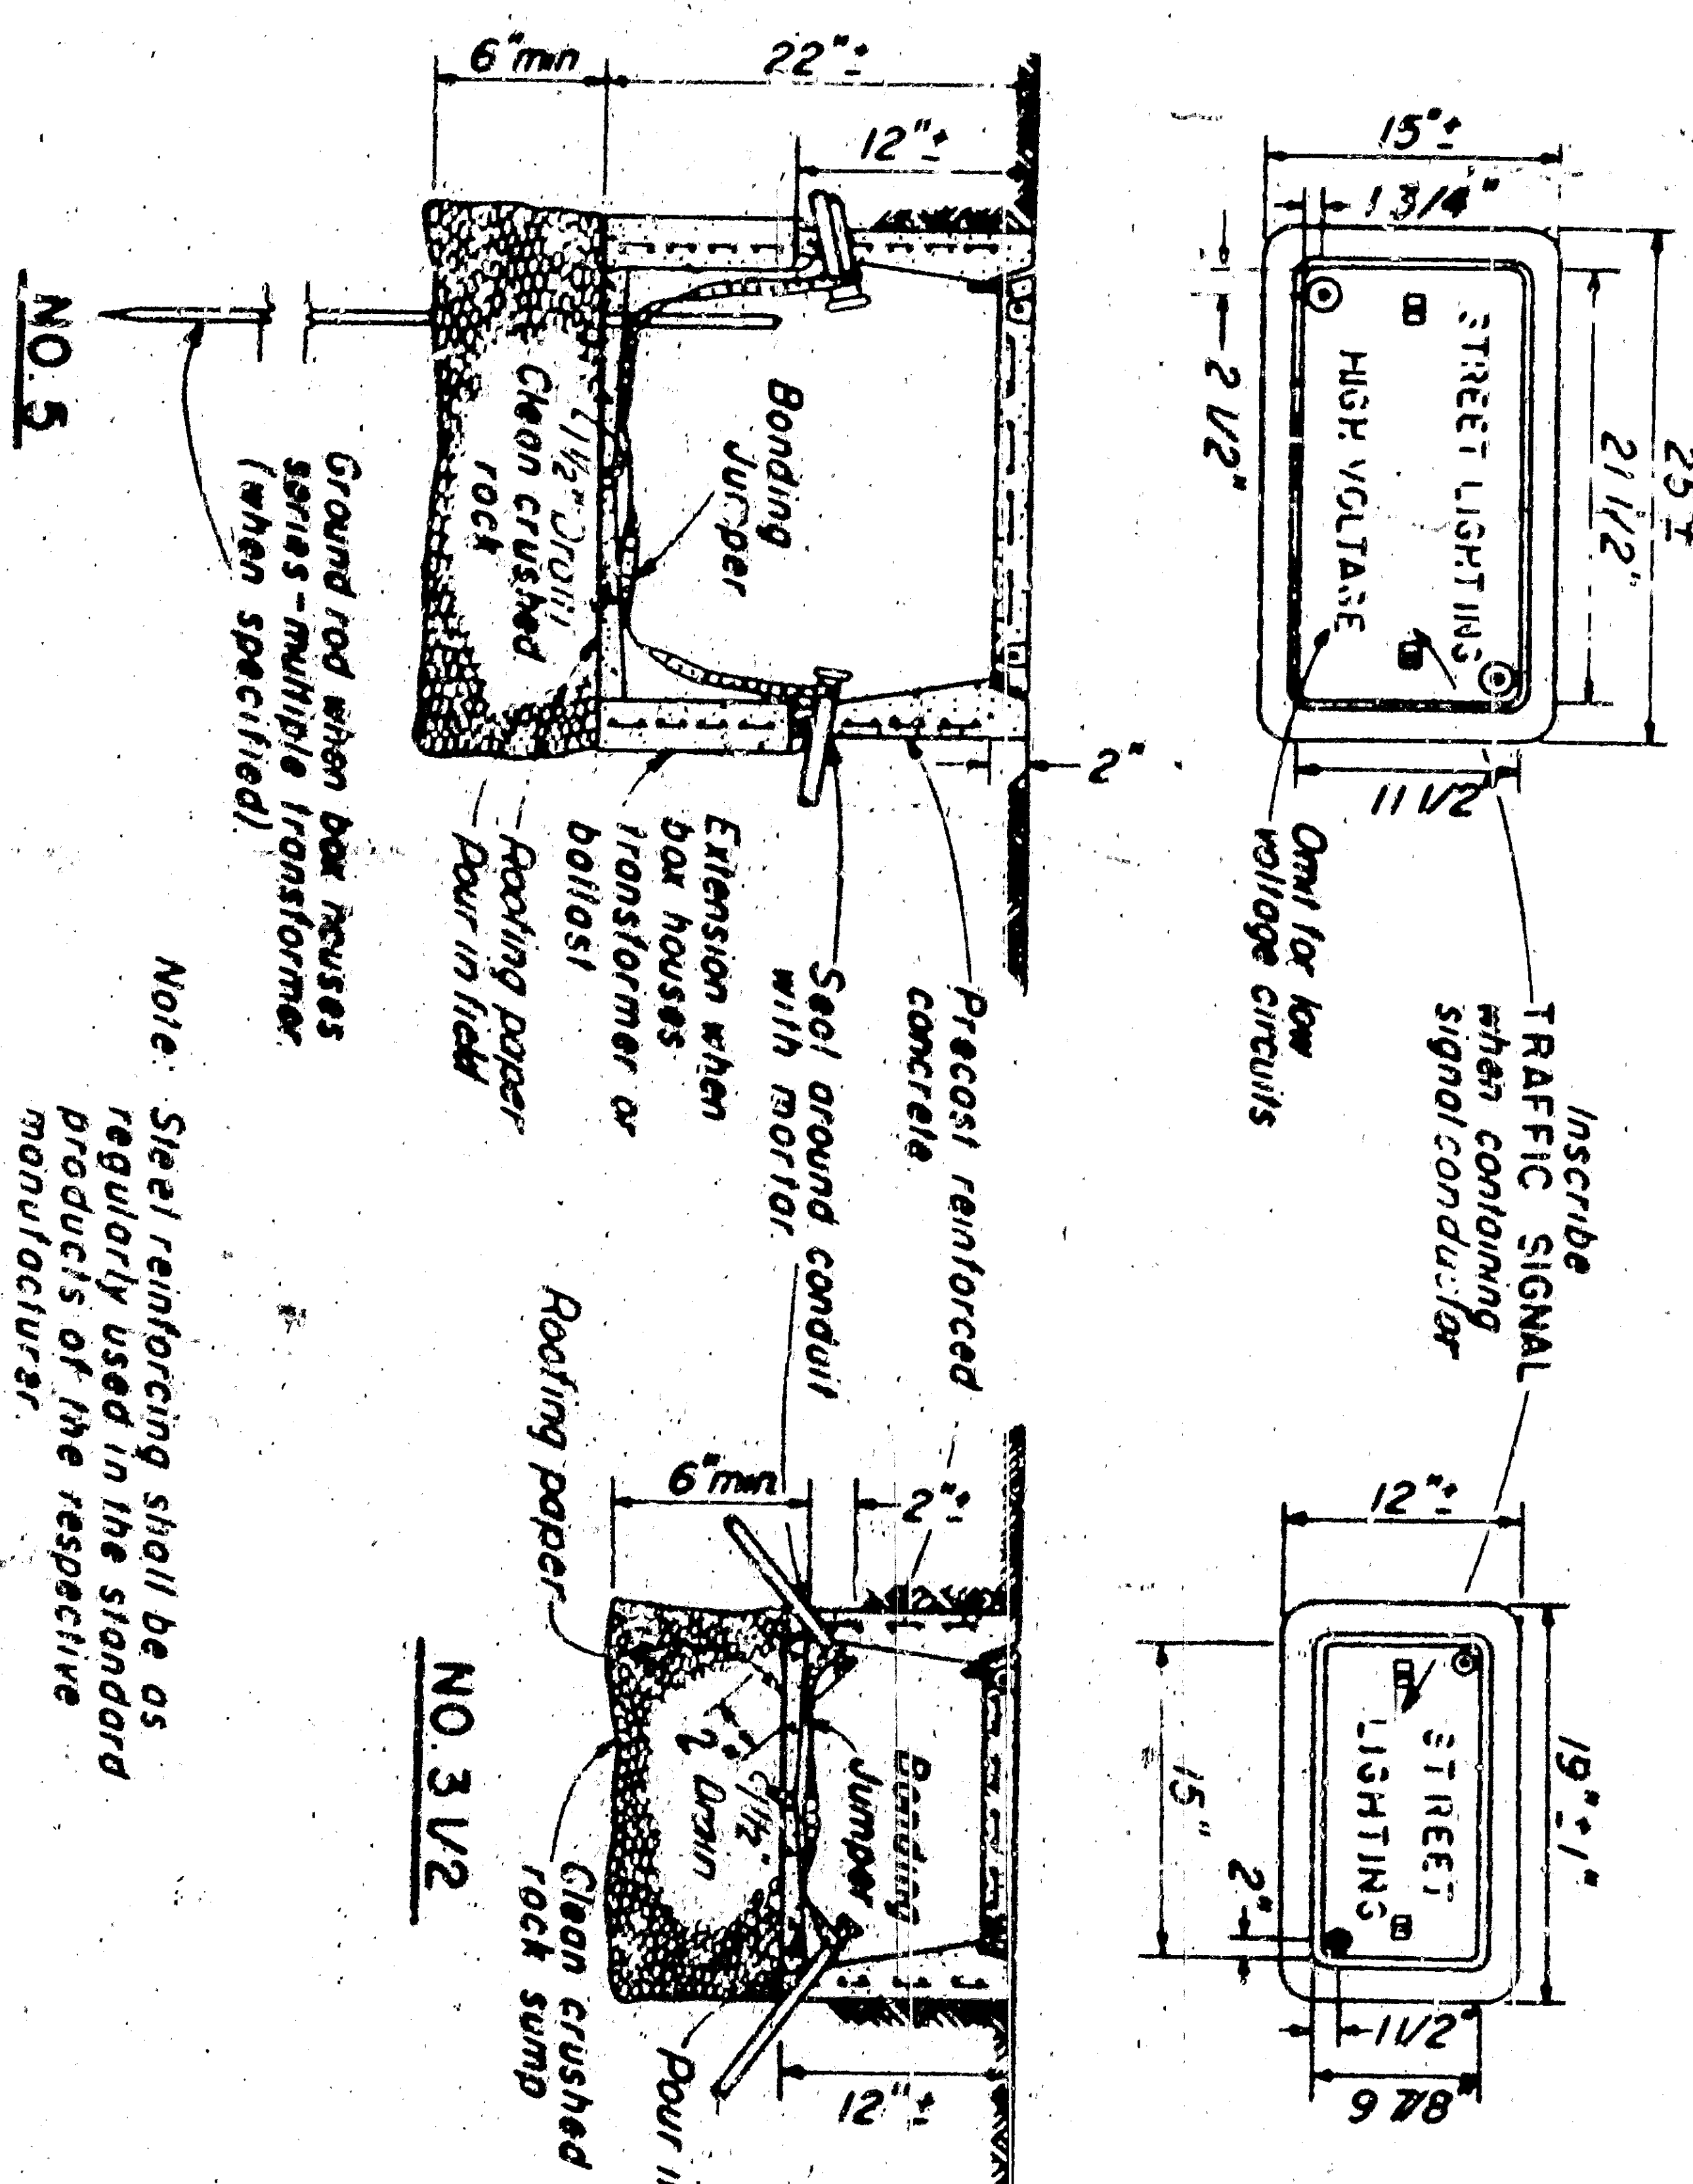 25 ±
21 1/2"
15"±
1 3/4"
STREET LIGHTING
HIGH VOLTAGE
2 1/2"
11 1/2
Omit for low
voltage circuits
Inscribe
TRAFFIC SIGNAL
when containing
signal conductor
19" ± 1"
12"±
STREET
LIGHTING
15"
2"
1 1/2"
9 7/8"
22"±
12"±
6" min
2"
Bonding
Jumper
1 1/2" Drain
Clean crushed
rock
Precast reinforced
concrete
Seal around conduit
with mortar
Extension when
box houses
transformer or
ballast
Roofing paper
Pour in field
Ground rod when box houses
series-multiple transformer
(when specified)
NO. 5
6" min
2"±
Bonding
Jumper
1 1/2"
2"
Drain
12"±
Roofing paper
Clean crushed
rock sump
Pour
NO. 3 1/2
Note: Steel reinforcing shall be as
regularly used in the standard
products of the respective
manufacturer.